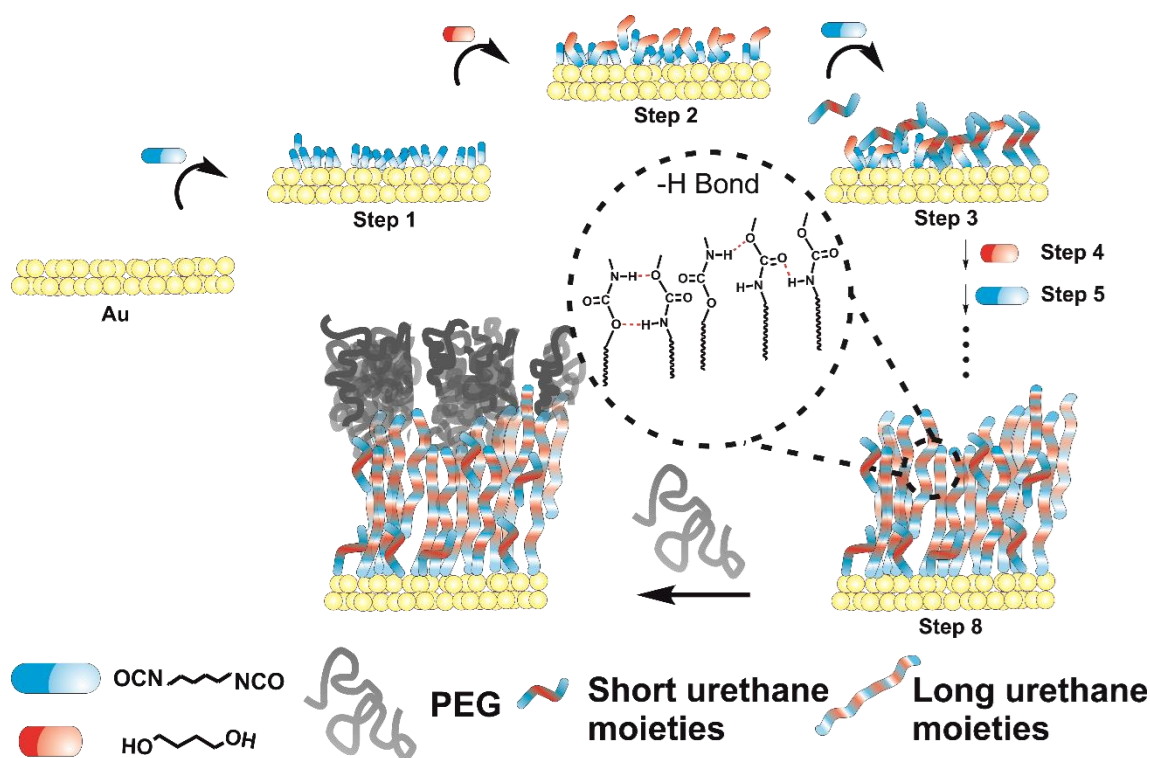 Step 2
Step 1
Step 3
-H Bond
Step 4
Step 5
Au
N-H
O
C
O=C
O
C=O
O
H-N
N-H
O=C
O
O
C=O
N
H
O
C=O
H-N
Step 8
OCN NCO
HO OH
PEG
Short urethane
moieties
Long urethane
moieties